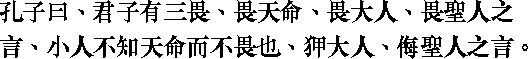 孔子曰、君子有三畏、畏天命、畏大人、畏聖人之
言、小人不知天命而不畏也、狎大人、侮聖人之言。